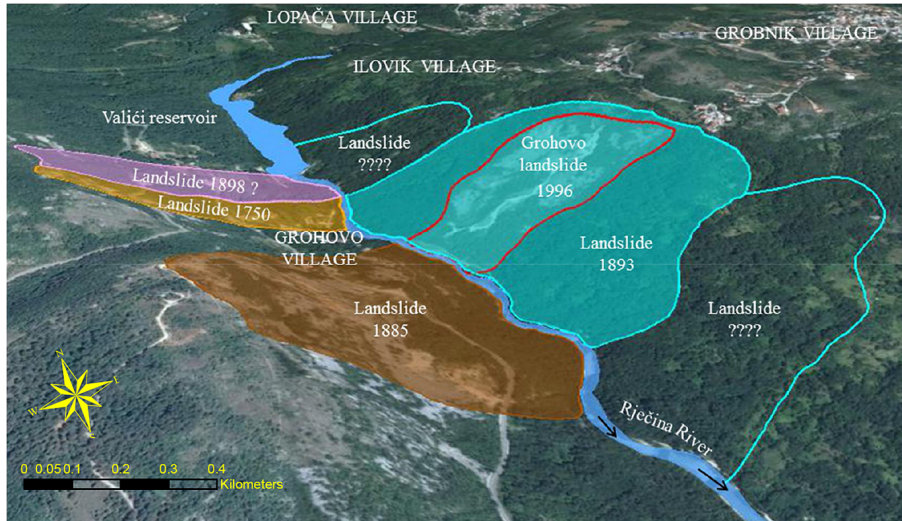 LOPAČA VILLAGE
GROBNIK VILLAGE
ILOVIK VILLAGE
Valići reservoir
Landslide
????
Grohovo
landslide
1996
Landslide 1898 ?
Landslide 1750
GROHOVO
VILLAGE
Landslide
1893
Landslide
1885
Landslide
????
Rječina River
N
E
W
0 0.05 0.1 0.2 0.3 0.4
Kilometers